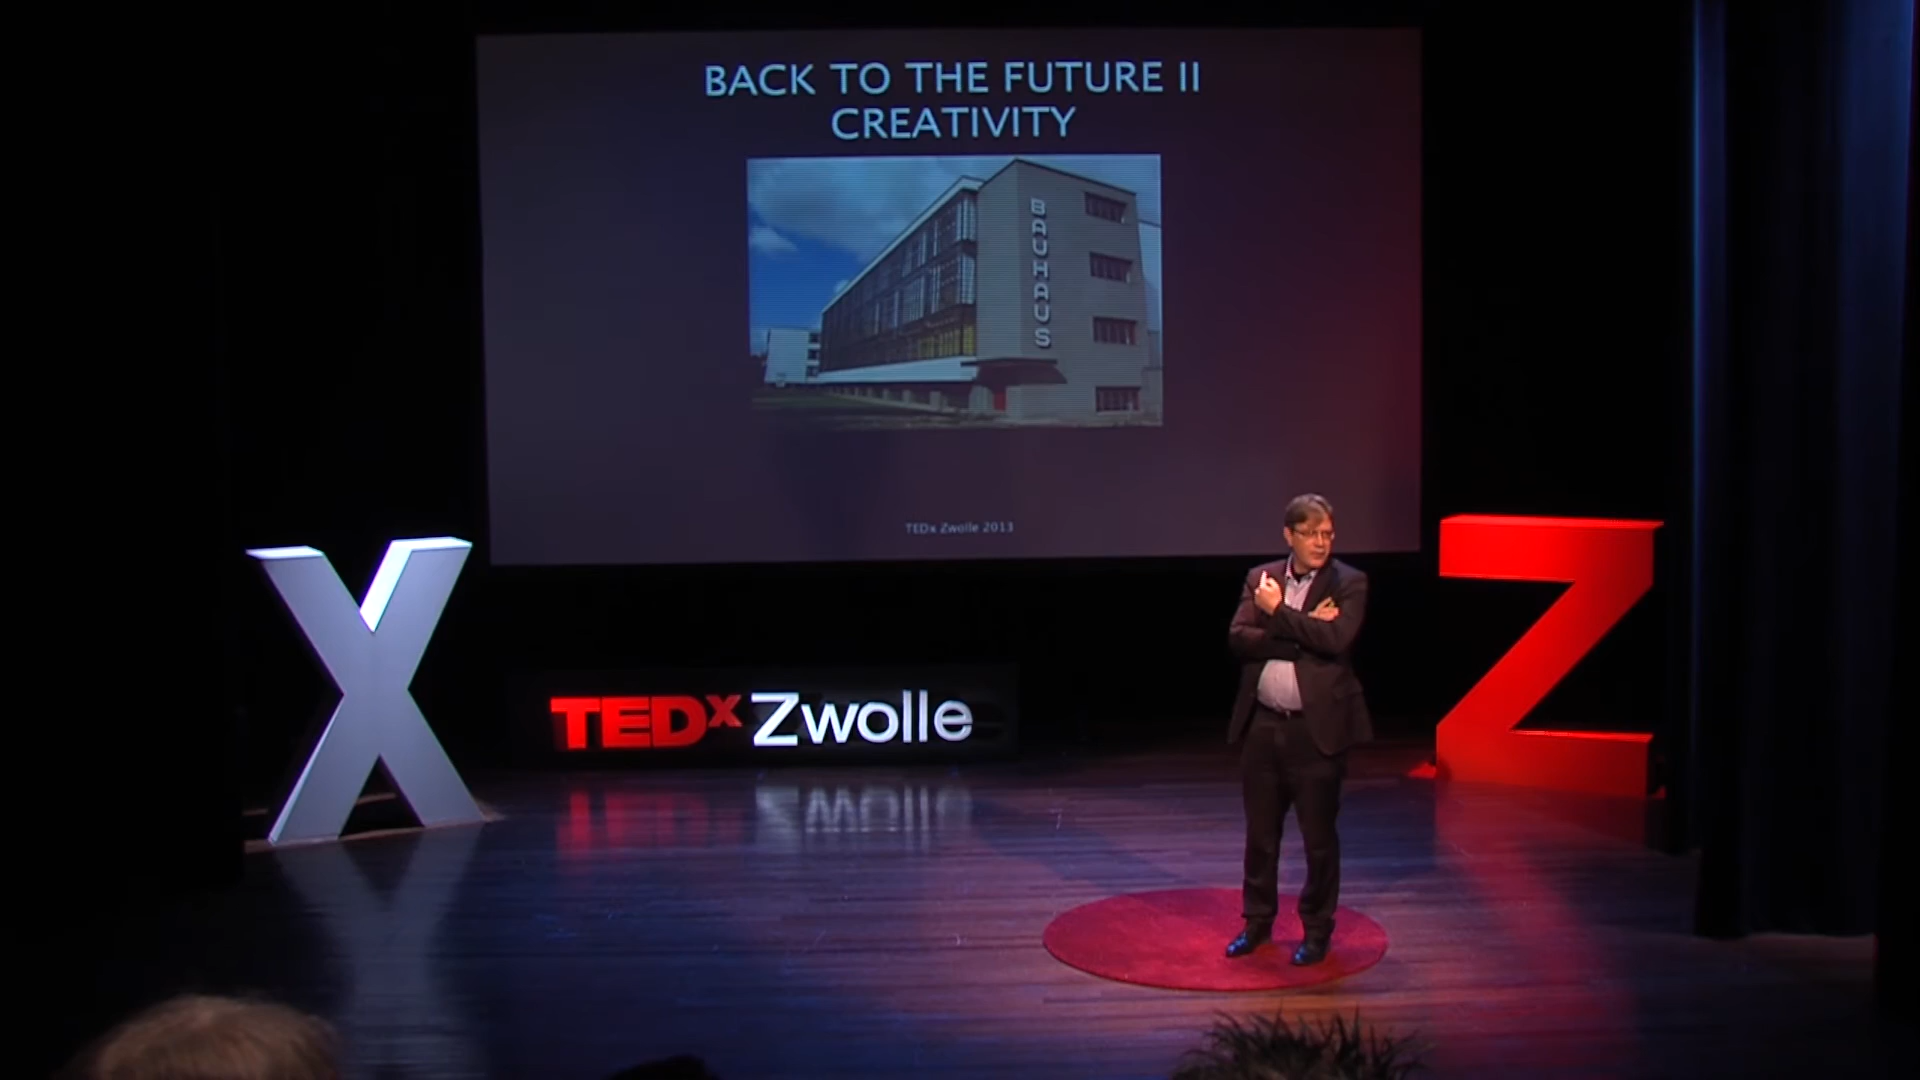 BACK TO THE FUTURE II
CREATIVITY
BAUHAUS
TEDx Zwolle 2013
X
TEDx Zwolle
Z